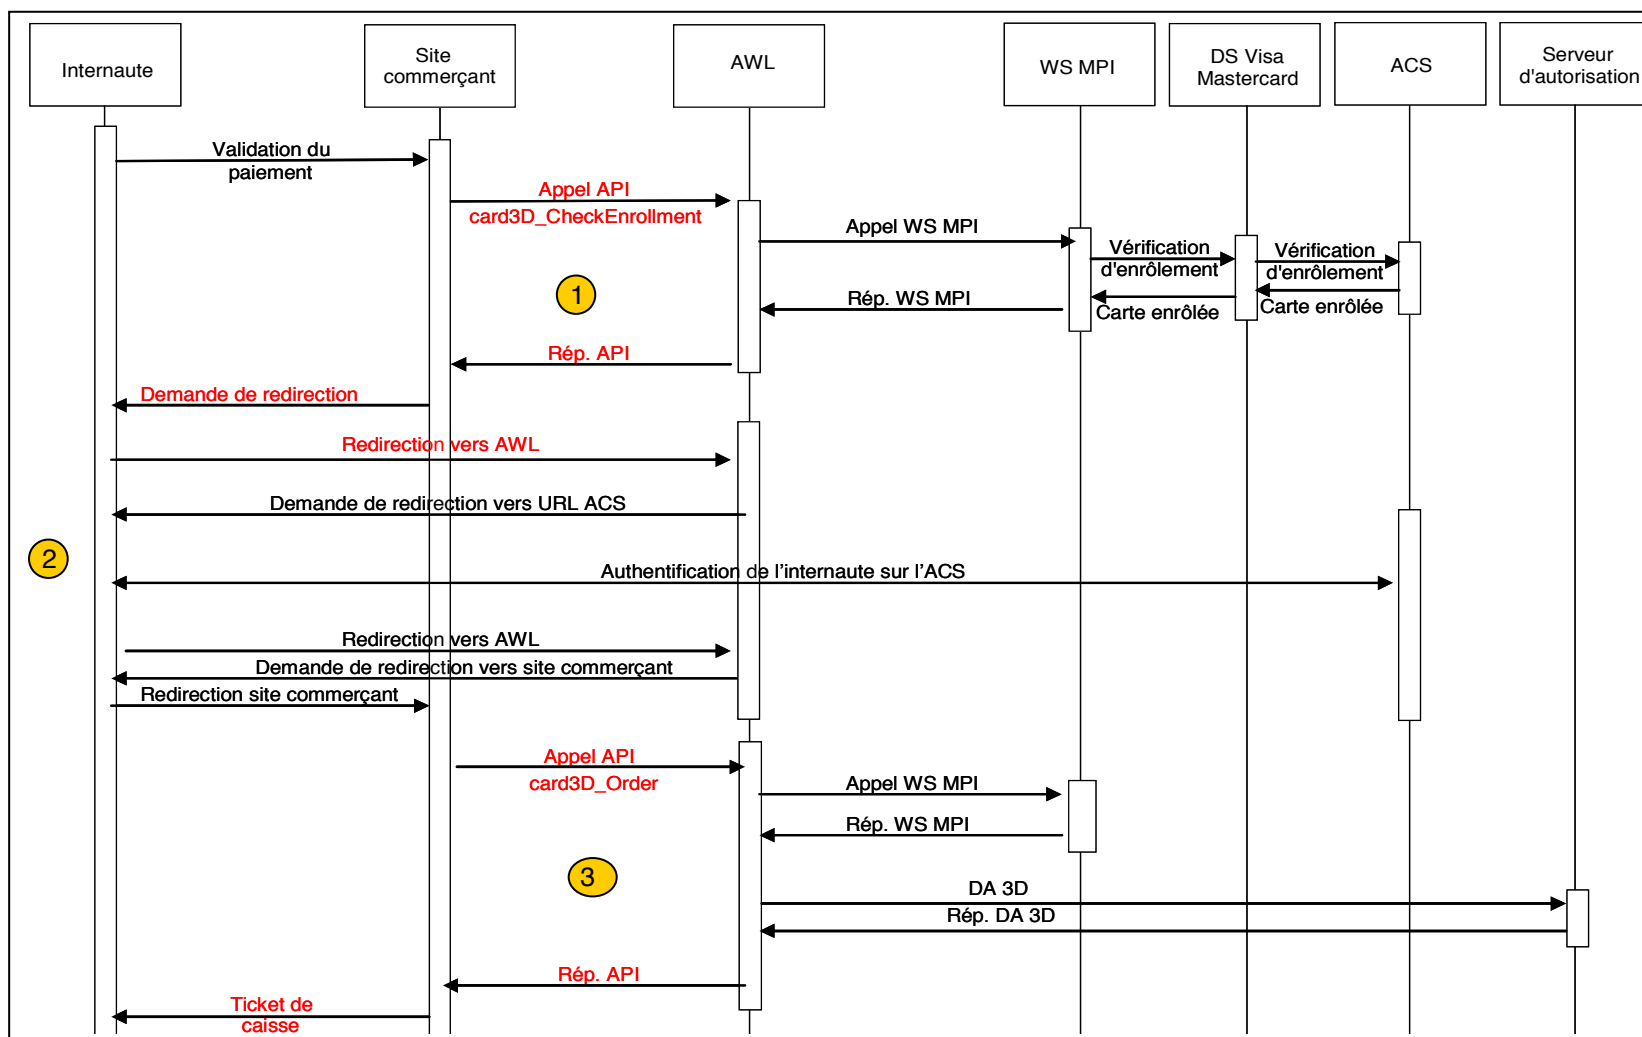 Internaute
Site
commerçant
AWL
WS MPI
DS Visa
Mastercard
ACS
Serveur
d'autorisation
Validation du
paiement
Appel API
card3D_CheckEnrollment
Appel WS MPI
Vérification
d'enrôlement
Vérification
d'enrôlement
1
Rép. WS MPI
Carte enrôlée
Carte enrôlée
Rép. API
Demande de redirection
Redirection vers AWL
Demande de redirection vers URL ACS
2
Authentification de l'internaute sur l'ACS
Redirection vers AWL
Demande de redirection vers site commerçant
Redirection site commerçant
Appel API
card3D_Order
Appel WS MPI
Rép. WS MPI
3
DA 3D
Rép. DA 3D
Rép. API
Ticket de
caisse